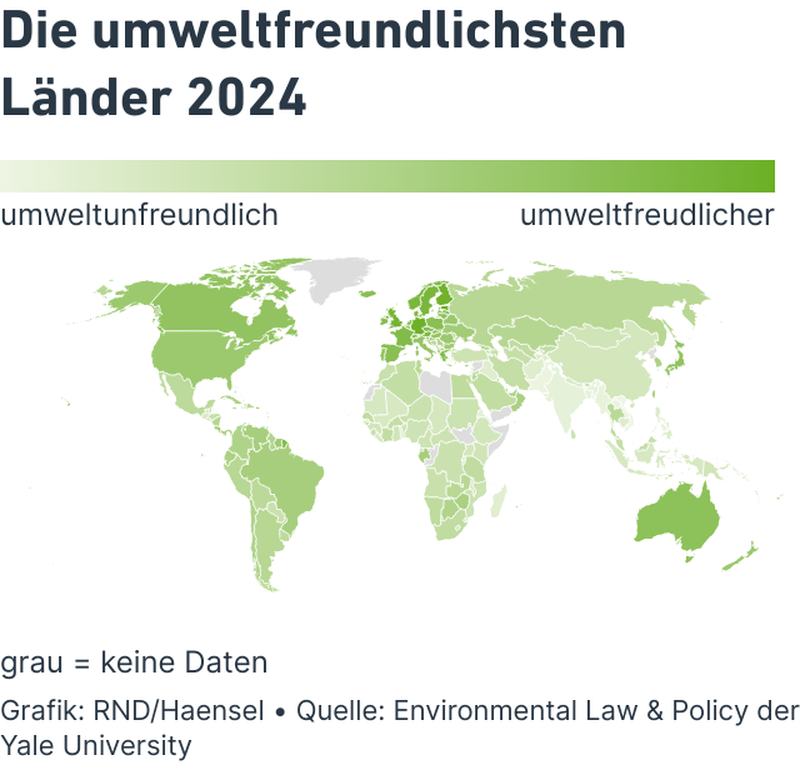 Die umweltfreundlichsten
Länder 2024
umweltunfreundlich
umweltfreudlicher
grau = keine Daten
Grafik: RND/Haensel • Quelle: Environmental Law & Policy der
Yale University